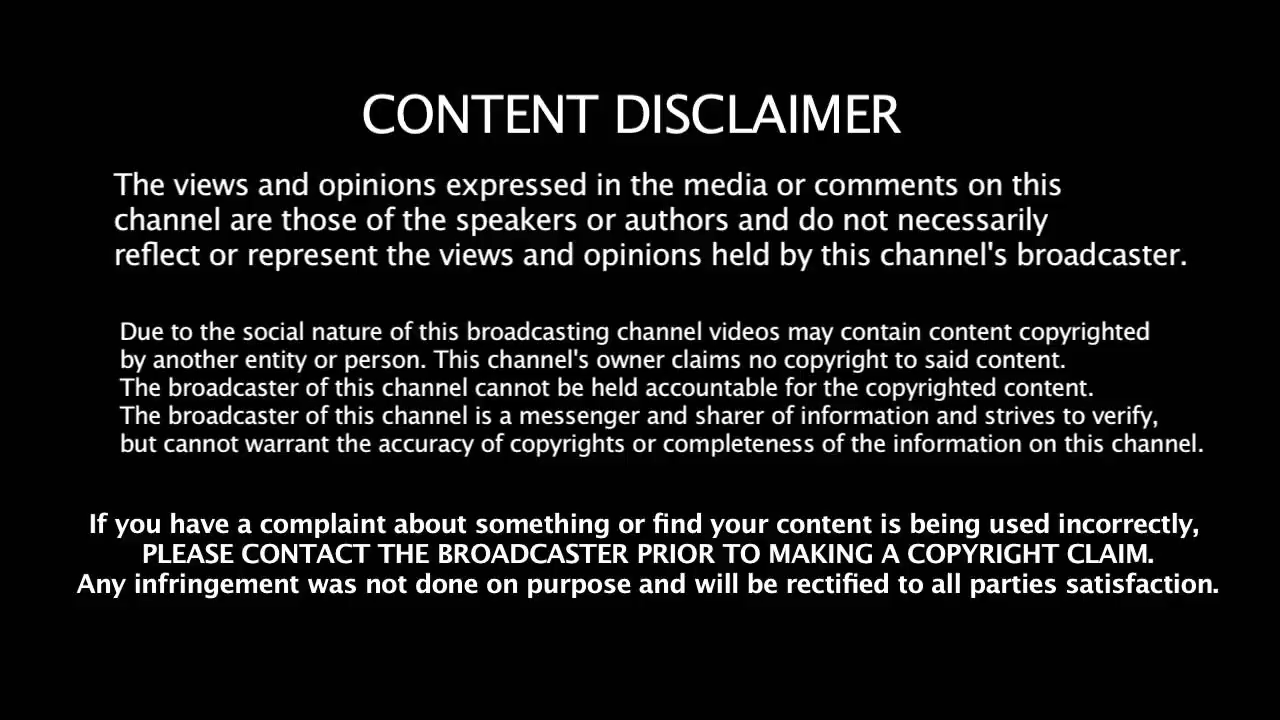 CONTENT DISCLAIMER
The views and opinions expressed in the media or comments on this
channel are those of the speakers or authors and do not necessarily
reflect or represent the views and opinions held by this channel's broadcaster.
Due to the social nature of this broadcasting channel videos may contain content copyrighted
by another entity or person. This channel's owner claims no copyright to said content.
The broadcaster of this channel cannot be held accountable for the copyrighted content.
The broadcaster of this channel is a messenger and sharer of information and strives to verify,
but cannot warrant the accuracy of copyrights or completeness of the information on this channel.
If you have a complaint about something or find your content is being used incorrectly,
PLEASE CONTACT THE BROADCASTER PRIOR TO MAKING A COPYRIGHT CLAIM.
Any infringement was not done on purpose and will be rectified to all parties satisfaction.